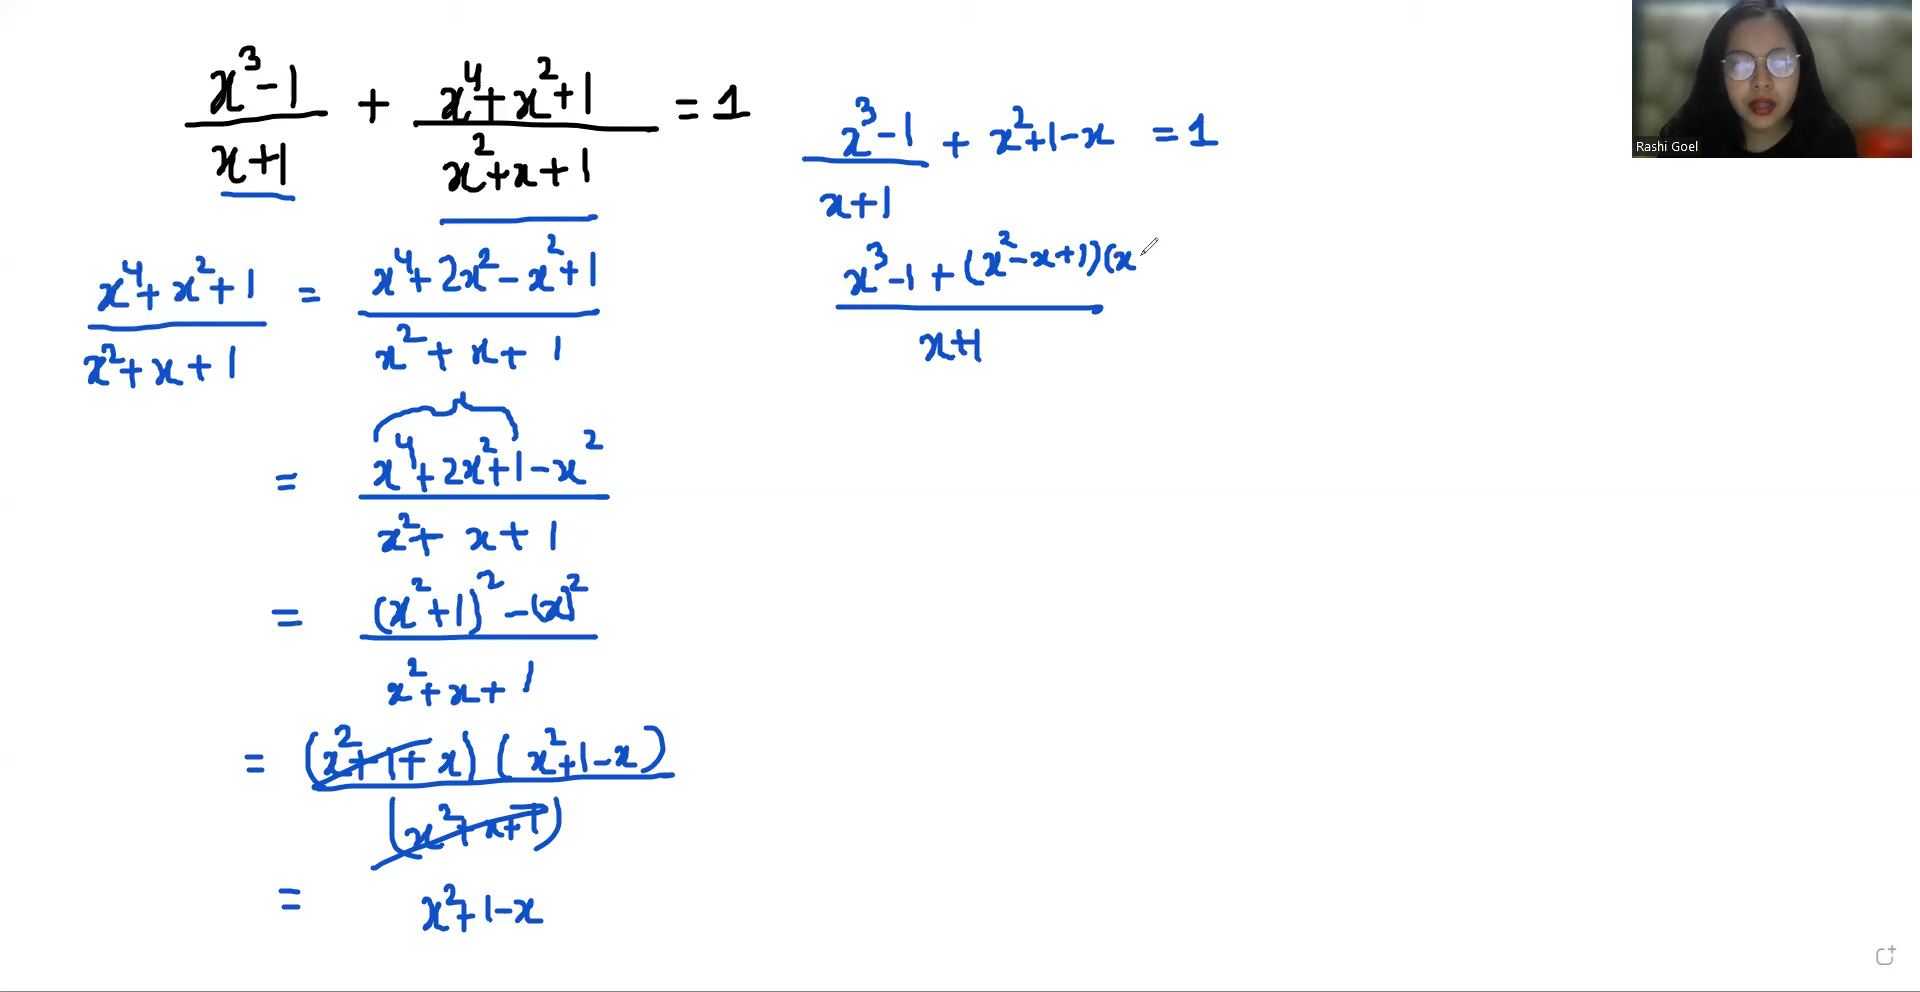 x³-1/x+1 + x⁴+x²+1/x²+x+1 = 1
x⁴+x²+1/x²+x+1 = x⁴+2x²-x²+1/x²+x+1
= x⁴+2x²+1-x²/x²+x+1
= (x²+1)²-(x)²/x²+x+1
= (x²+1+x)(x²+1-x)/(x²+x+1)
= x²+1-x
x³-1/x+1 + x²+1-x = 1
x³-1+(x²-x+1)(x/x+1
Rashi Goel